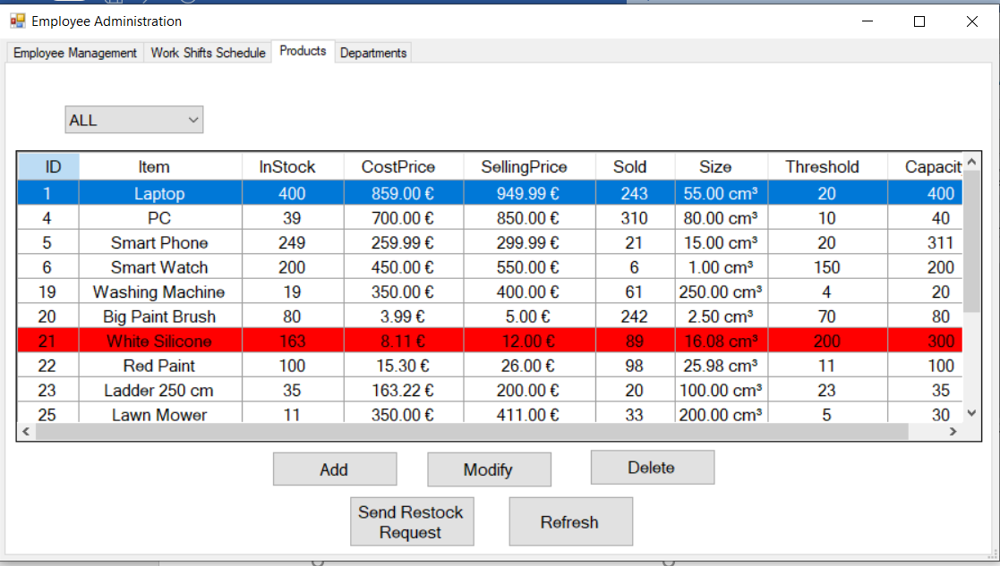 Employee Administration
Employee Management Work Shifts Schedule Products Departments
ALL
ID Item InStock CostPrice SellingPrice Sold Size Threshold Capacit
1 Laptop 400 859.00 € 949.99 € 243 55.00 cm³ 20 400
4 PC 39 700.00 € 850.00 € 310 80.00 cm³ 10 40
5 Smart Phone 249 259.99 € 299.99 € 21 15.00 cm³ 20 311
6 Smart Watch 200 450.00 € 550.00 € 6 1.00 cm³ 150 200
19 Washing Machine 19 350.00 € 400.00 € 61 250.00 cm³ 4 20
20 Big Paint Brush 80 3.99 € 5.00 € 242 2.50 cm³ 70 80
21 White Silicone 163 8.11 € 12.00 € 89 16.08 cm³ 200 300
22 Red Paint 100 15.30 € 26.00 € 98 25.98 cm³ 11 100
23 Ladder 250 cm 35 163.22 € 200.00 € 20 100.00 cm³ 23 35
25 Lawn Mower 11 350.00 € 411.00 € 33 200.00 cm³ 5 30
Add Modify Delete
Send Restock
Request
Refresh